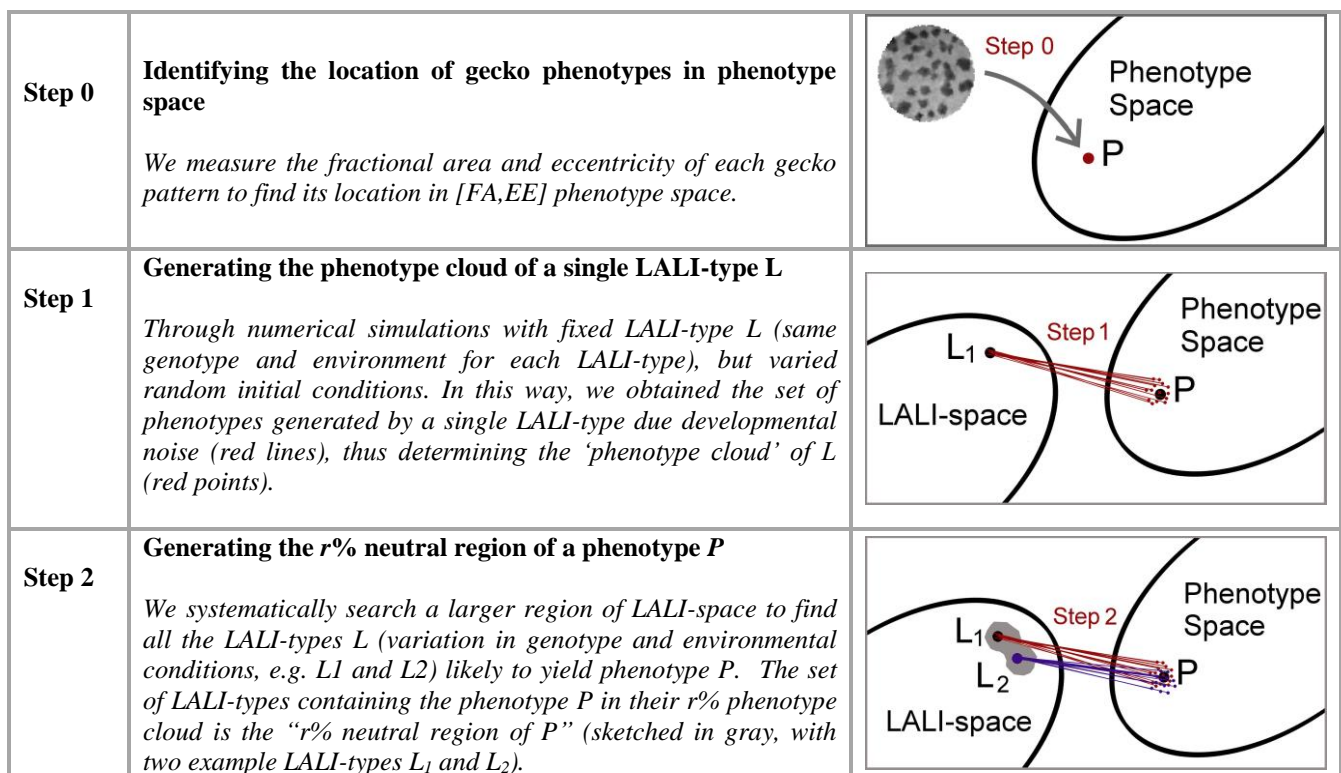 Step 0
Identifying the location of gecko phenotypes in phenotype
space
We measure the fractional area and eccentricity of each gecko
pattern to find its location in [FA,EE] phenotype space.
Step 0
Phenotype
Space
P
Step 1
Generating the phenotype cloud of a single LALI-type L
Through numerical simulations with fixed LALI-type L (same
genotype and environment for each LALI-type), but varied
random initial conditions. In this way, we obtained the set of
phenotypes generated by a single LALI-type due developmental
noise (red lines), thus determining the ‘phenotype cloud’ of L
(red points).
Phenotype
Space
Step 1
L1
P
LALI-space
Step 2
Generating the r% neutral region of a phenotype P
We systematically search a larger region of LALI-space to find
all the LALI-types L (variation in genotype and environmental
conditions, e.g. L1 and L2) likely to yield phenotype P. The set
of LALI-types containing the phenotype P in their r% phenotype
cloud is the “r% neutral region of P” (sketched in gray, with
two example LALI-types L1 and L2).
Phenotype
Space
Step 2
L1
L2
P
LALI-space